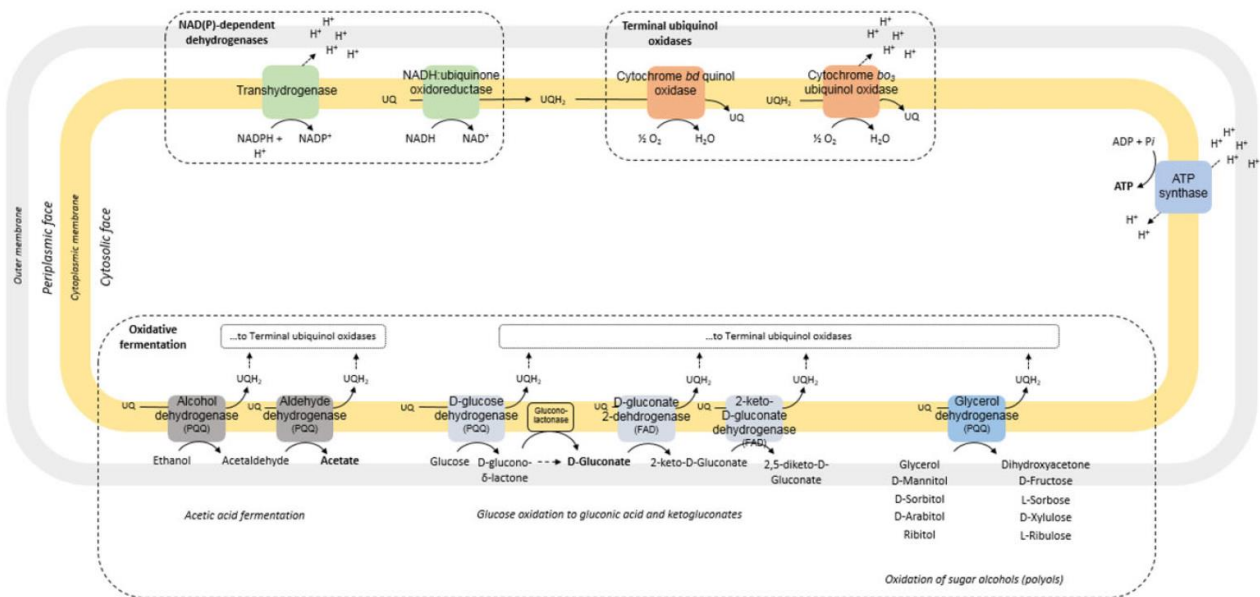 NAD(P)-dependent
dehydrogenases
H⁺
H⁺
H⁺
H⁺
H⁺
Transhydrogenase
NADPH +
H⁺
NADP⁺
NADH:ubiquinone
oxidoreductase
UQ
NADH
NAD⁺
UQH₂
Terminal ubiquinol
oxidases
Cytochrome bd quinol
oxidase
½ O₂
H₂O
UQ
H⁺
H⁺
H⁺
H⁺
H⁺
Cytochrome bo₃
ubiquinol oxidase
UQH₂
½ O₂
H₂O
UQ
ADP + Pi
ATP
ATP
synthase
H⁺
H⁺
H⁺
H⁺
H⁺
H⁺
H⁺
Outer membrane
Periplasmic face
Cytoplasmic membrane
Cytosolic face
Oxidative
fermentation
...to Terminal ubiquinol oxidases
...to Terminal ubiquinol oxidases
UQH₂
UQH₂
UQH₂
UQH₂
UQH₂
UQH₂
UQ
Alcohol
dehydrogenase
(PQQ)
UQ
Aldehyde
dehydrogenase
(PQQ)
UQ
D-glucose
dehydrogenase
(PQQ)
Glucono-
lactonase
UQ
D-gluconate
2-dehdrogenase
(FAD)
UQ
2-keto-
D-gluconate
dehydrogenase
(FAD)
UQ
Glycerol
dehydrogenase
(PQQ)
Ethanol
Acetaldehyde
Acetate
Glucose
D-glucono-
δ-lactone
D-Gluconate
2-keto-D-Gluconate
2,5-diketo-D-
Gluconate
Glycerol
Dihydroxyacetone
D-Mannitol
D-Fructose
D-Sorbitol
L-Sorbose
D-Arabitol
D-Xylulose
Ribitol
L-Ribulose
Acetic acid fermentation
Glucose oxidation to gluconic acid and ketogluconates
Oxidation of sugar alcohols (polyols)